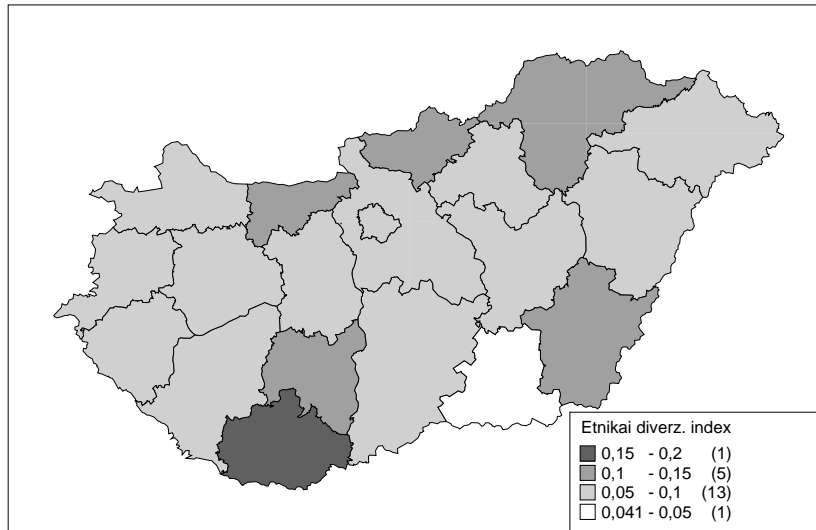 Etnikai diverz. index
0,15 - 0,2 (1)
0,1 - 0,15 (5)
0,05 - 0,1 (13)
0,041 - 0,05 (1)